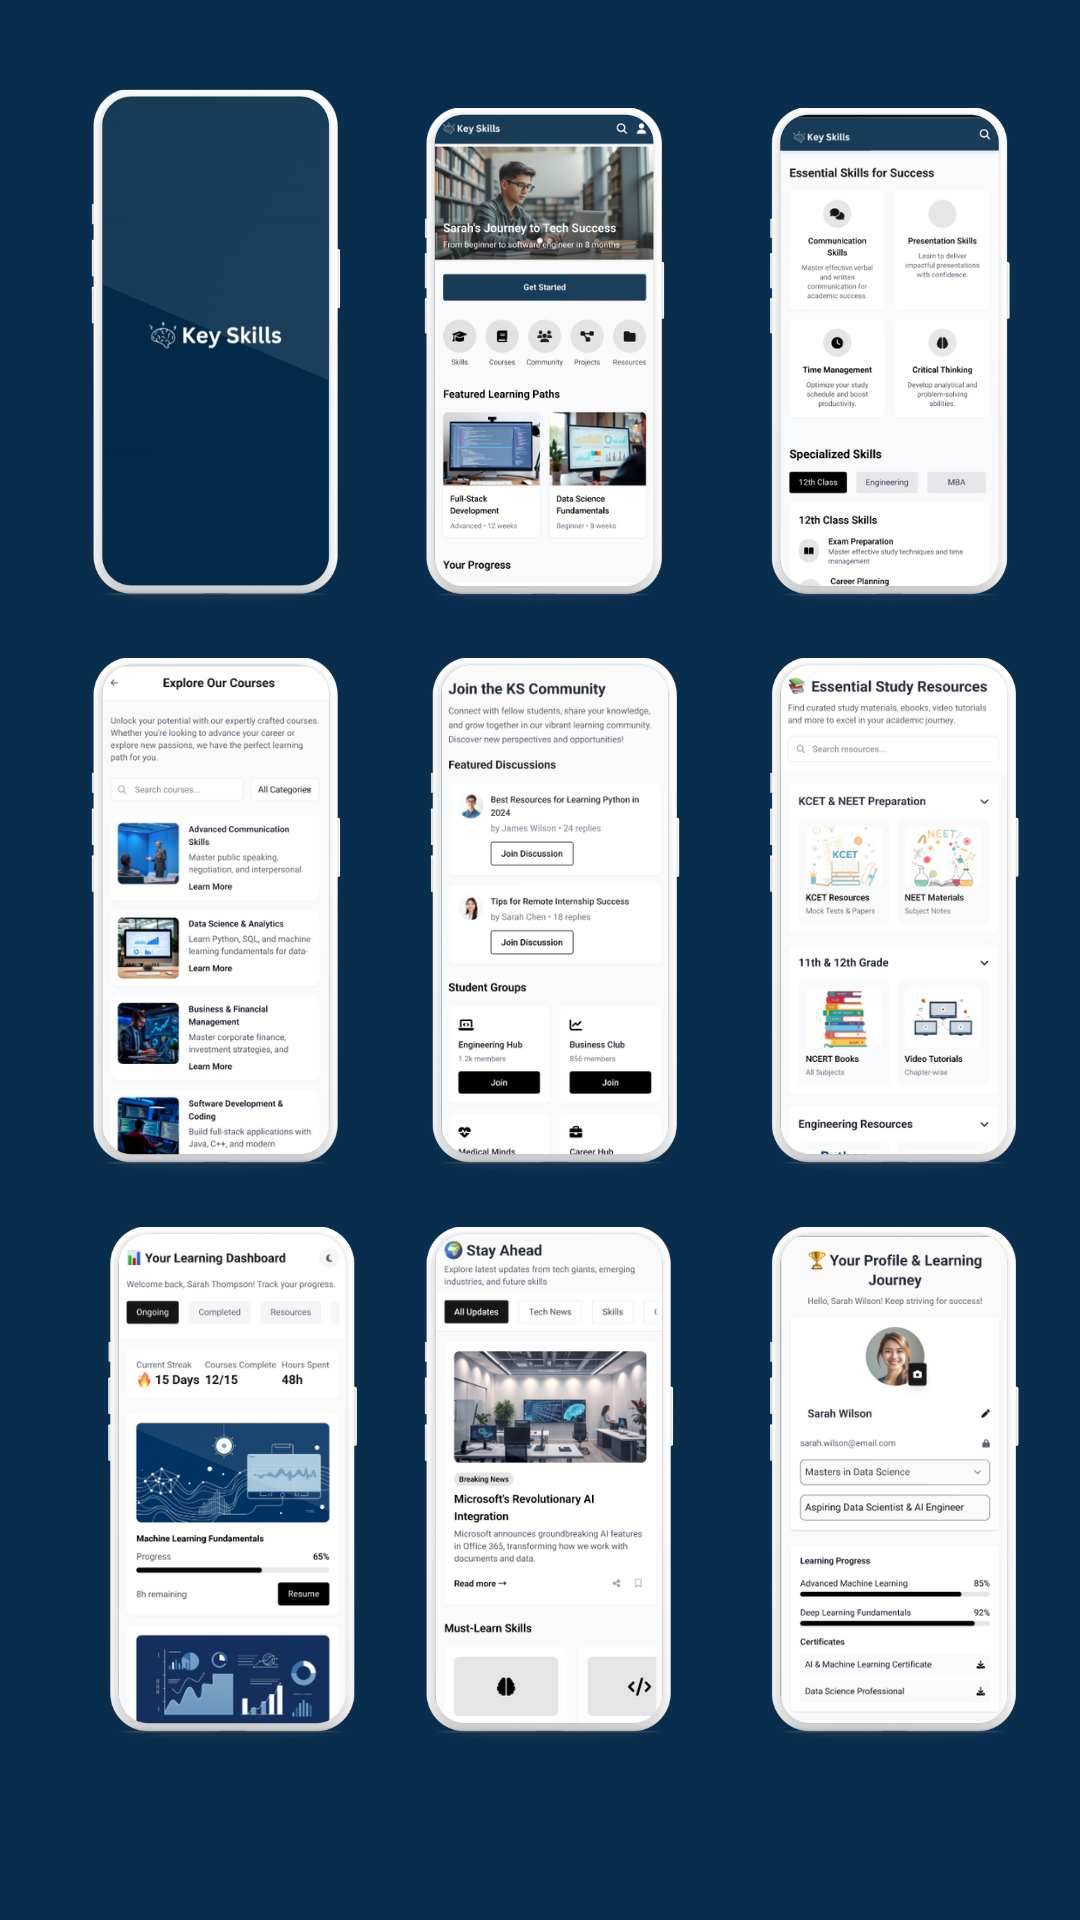 Key Skills
Key Skills
Sarah's Journey to Tech Success
From beginner to software engineer in 8 months
Get Started
Skills
Courses
Community
Projects
Resources
Featured Learning Paths
Full-Stack
Development
Advanced • 12 weeks
Data Science
Fundamentals
Beginner • 8 weeks
Your Progress
Key Skills
Essential Skills for Success
Communication
Skills
Master effective verbal
and written
communication for
academic success.
Presentation Skills
Learn to deliver
impactful presentations
with confidence.
Time Management
Optimize your study
schedule and boost
productivity.
Critical Thinking
Develop analytical and
problem-solving
abilities.
Specialized Skills
12th Class
Engineering
MBA
12th Class Skills
Exam Preparation
Master effective study techniques and time
management
Career Planning
Explore Our Courses
Unlock your potential with our expertly crafted courses.
Whether you're looking to advance your career or
explore new passions, we have the perfect learning
path for you.
Search courses...
All Categories
Advanced Communication
Skills
Master public speaking,
negotiation, and interpersonal
Learn More
Data Science & Analytics
Learn Python, SQL, and machine
learning fundamentals for data-
Learn More
Business & Financial
Management
Master corporate finance,
investment strategies, and
Learn More
Software Development &
Coding
Build full-stack applications with
Java, C++, and modern
Join the KS Community
Connect with fellow students, share your knowledge,
and grow together in our vibrant learning community.
Discover new perspectives and opportunities!
Featured Discussions
Best Resources for Learning Python in
2024
by James Wilson • 24 replies
Join Discussion
Tips for Remote Internship Success
by Sarah Chen • 18 replies
Join Discussion
Student Groups
Engineering Hub
1.2k members
Join
Business Club
856 members
Join
Medical Minds
Career Hub
Essential Study Resources
Find curated study materials, ebooks, video tutorials
and more to excel in your academic journey.
Search resources...
KCET & NEET Preparation
KCET
KCET Resources
Mock Tests & Papers
NEET
NEET Materials
Subject Notes
11th & 12th Grade
NCERT Books
All Subjects
Video Tutorials
Chapter-wise
Engineering Resources
Python
Your Learning Dashboard
Welcome back, Sarah Thompson! Track your progress.
Ongoing
Completed
Resources
Current Streak
15 Days
Courses Complete
12/15
Hours Spent
48h
Machine Learning Fundamentals
Progress
65%
8h remaining
Resume
Stay Ahead
Explore latest updates from tech giants, emerging
industries, and future skills
All Updates
Tech News
Skills
Breaking News
Microsoft's Revolutionary AI
Integration
Microsoft announces groundbreaking AI features
in Office 365, transforming how we work with
documents and data.
Read more →
Must-Learn Skills
Your Profile & Learning
Journey
Hello, Sarah Wilson! Keep striving for success!
Sarah Wilson
sarah.wilson@email.com
Masters in Data Science
Aspiring Data Scientist & AI Engineer
Learning Progress
Advanced Machine Learning
85%
Deep Learning Fundamentals
92%
Certificates
AI & Machine Learning Certificate
Data Science Professional